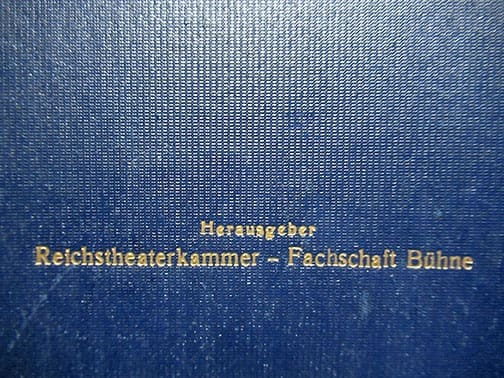 Herausgeber
Reichstheaterkammer – Fachschaft Bühne